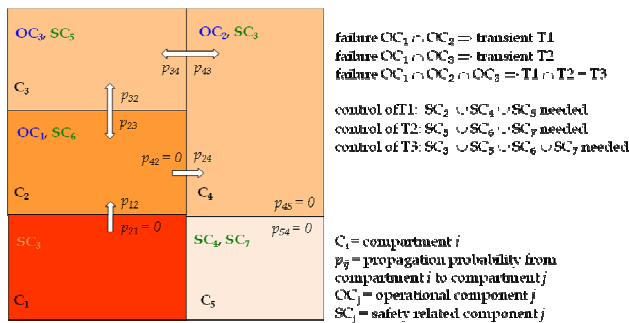 OC₃, SC₅
OC₂, SC₃
p₃₄
p₄₃
C₃
p₃₂
p₂₃
OC₁, SC₆
p₄₂ = 0
p₂₄
C₂
C₄
p₁₂
p₄₅ = 0
p₂₁ = 0
p₅₄ = 0
SC₃
SC₄, SC₇
C₁
C₅
failure OC₁ ∩ OC₂ => transient T1
failure OC₁ ∩ OC₃ => transient T2
failure OC₁ ∩ OC₂ ∩ OC₃ => T1 ∩ T2 = T3
control of T1: SC₂ ∪ SC₄ ∪ SC₅ needed
control of T2: SC₅ ∪ SC₆ ∪ SC₇ needed
control of T3: SC₃ ∪ SC₅ ∪ SC₆ ∪ SC₇ needed
Cᵢ = compartment i
pᵢⱼ = propagation probability from
compartment i to compartment j
OCⱼ = operational component j
SCⱼ = safety related component j